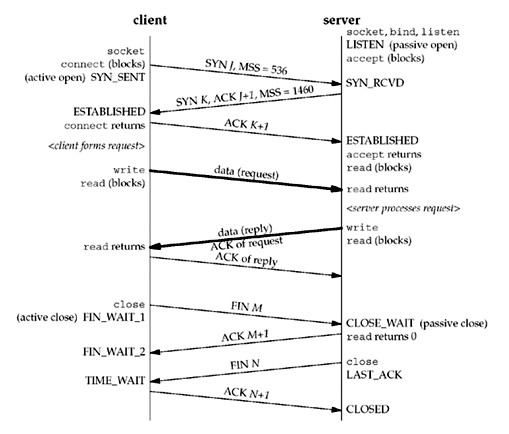 client
server
socket, bind, listen
LISTEN (passive open)
accept (blocks)
socket
connect (blocks)
(active open) SYN_SENT
SYN J, MSS = 536
SYN_RCVD
SYN K, ACK J+1, MSS = 1460
ESTABLISHED
connect returns
ACK K+1
<client forms request>
ESTABLISHED
accept returns
read (blocks)
write
read (blocks)
data (request)
read returns
<server processes request>
write
read (blocks)
data (reply)
ACK of request
read returns
ACK of reply
close
(active close) FIN_WAIT_1
FIN M
CLOSE_WAIT (passive close)
read returns 0
ACK M+1
FIN_WAIT_2
close
LAST_ACK
FIN N
TIME_WAIT
ACK N+1
CLOSED